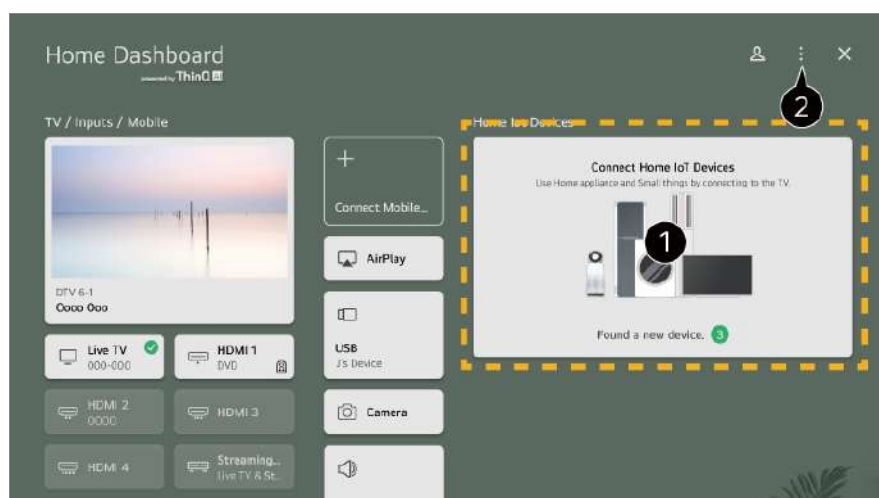 Home Dashboard
ThinQ AI
2
TV / Inputs / Mobile
Home IoT Devices
Connect Mobile...
AirPlay
DTV 6-1
Oooo Ooo
Live TV
000-000
HDMI 1
DVD
USB
J's Device
HDMI 2
0000
HDMI 3
Camera
HDMI 4
Streaming...
Live TV & St...
Connect Home IoT Devices
Use Home appliance and Small things by connecting to the TV.
1
Found a new device. 3